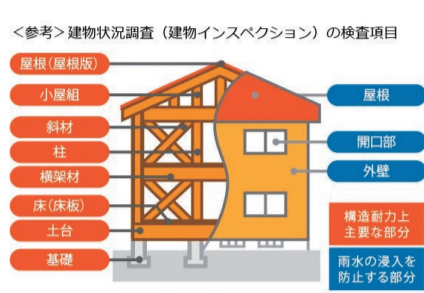 ＜参考＞建物状況調査（建物インスペクション）の検査項目
屋根（屋根版）
小屋組
斜材
柱
横架材
床（床板）
土台
基礎
屋根
開口部
外壁
構造耐力上
主要な部分
雨水の浸入を
防止する部分